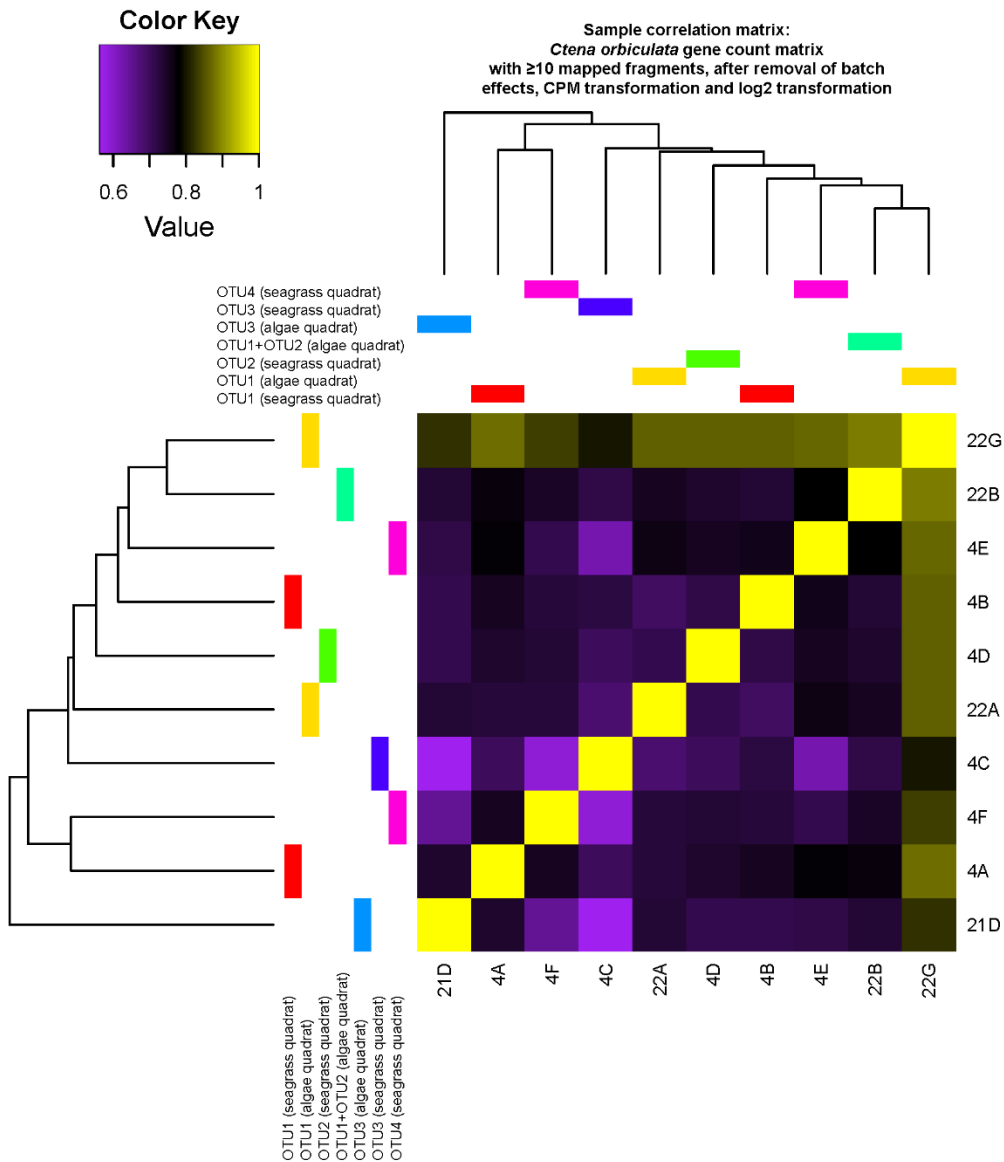 Color Key
0.6 0.8 1
Value
Sample correlation matrix:
Ctena orbiculata gene count matrix
with ≥10 mapped fragments, after removal of batch
effects, CPM transformation and log2 transformation
OTU4 (seagrass quadrat)
OTU3 (seagrass quadrat)
OTU3 (algae quadrat)
OTU1+OTU2 (algae quadrat)
OTU2 (seagrass quadrat)
OTU1 (algae quadrat)
OTU1 (seagrass quadrat)
22G
22B
4E
4B
4D
22A
4C
4F
4A
21D
21D 4A 4F 4C 22A 4D 4B 4E 22B 22G
OTU1 (seagrass quadrat)
OTU1 (algae quadrat)
OTU2 (seagrass quadrat)
OTU1+OTU2 (algae quadrat)
OTU3 (algae quadrat)
OTU3 (seagrass quadrat)
OTU4 (seagrass quadrat)